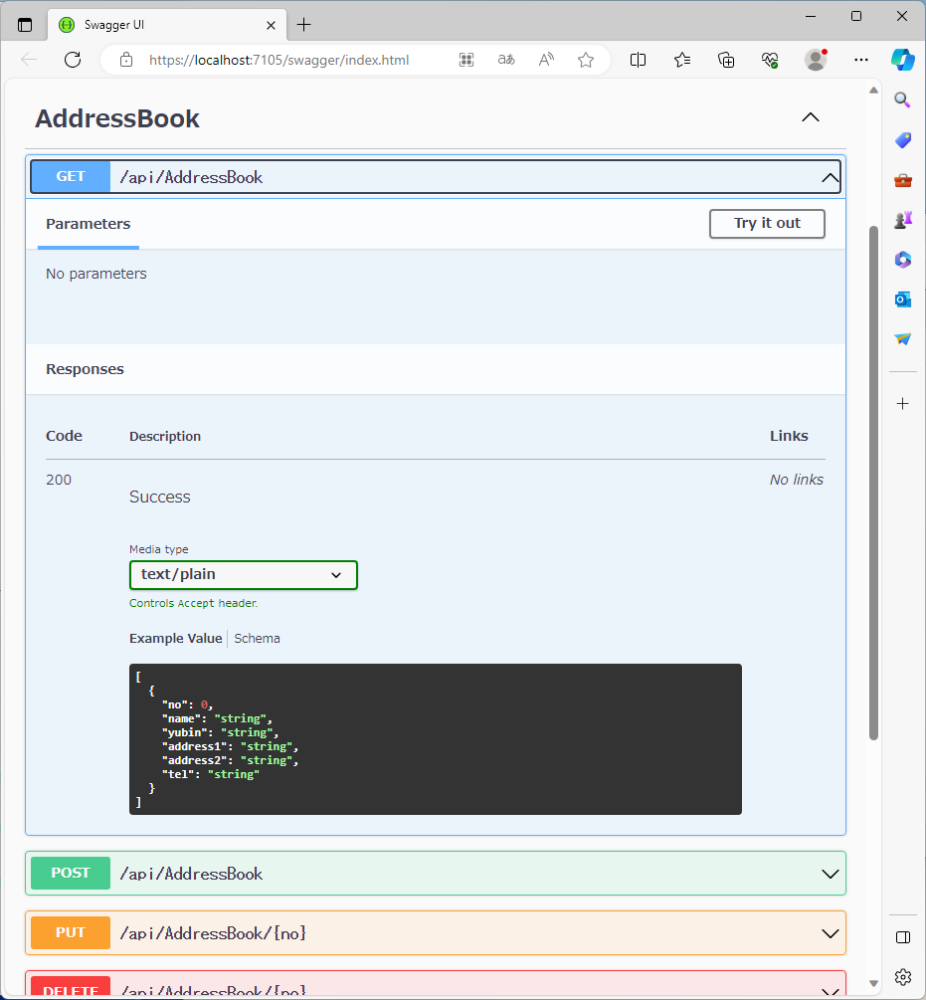 Swagger UI
https://localhost:7105/swagger/index.html
AddressBook
GET /api/AddressBook
Parameters
Try it out
No parameters
Responses
Code Description Links
200 Success No links
Media type
text/plain
Controls Accept header.
Example Value Schema
[
  {
    "no": 0,
    "name": "string",
    "yubin": "string",
    "address1": "string",
    "address2": "string",
    "tel": "string"
  }
]
POST /api/AddressBook
PUT /api/AddressBook/{no}
DELETE /api/AddressBook/{no}